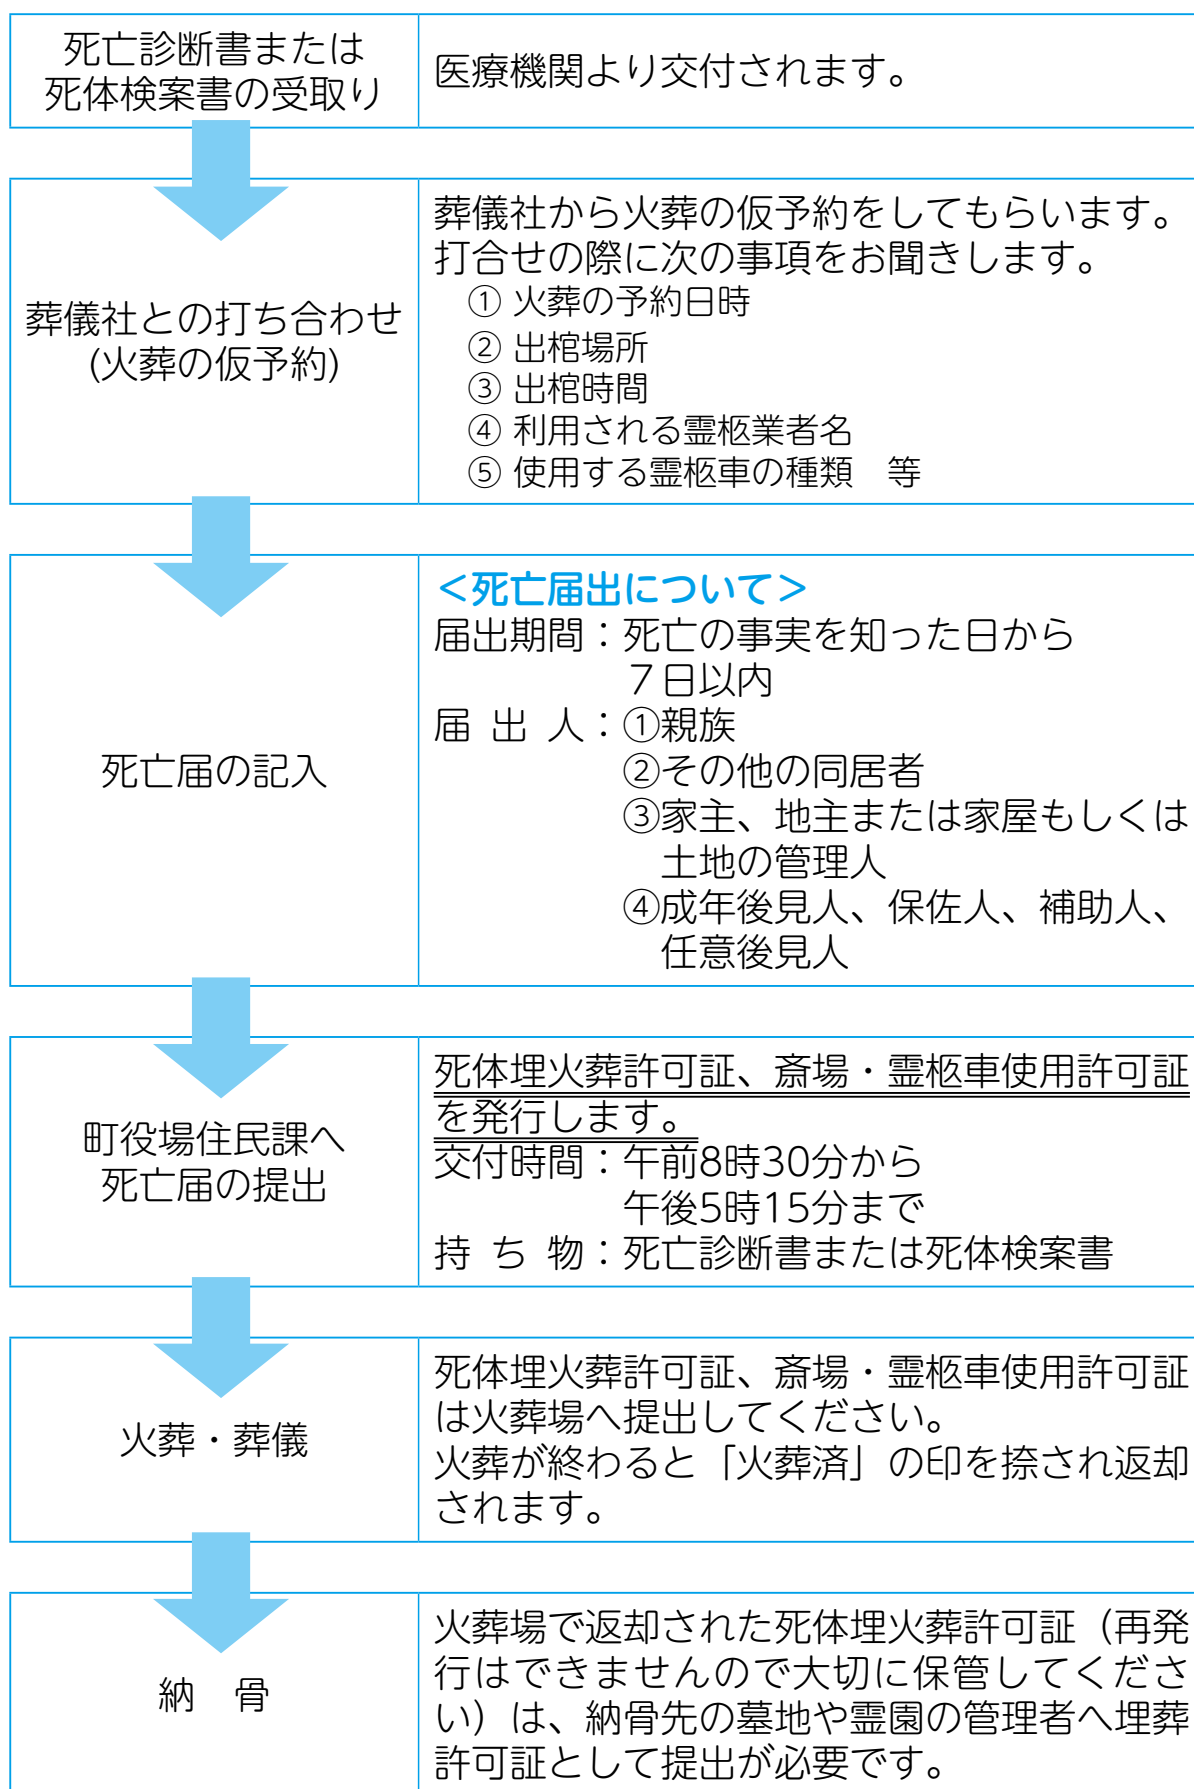 死亡診断書または
死体検案書の受取り
医療機関より交付されます。
葬儀社との打ち合わせ
(火葬の仮予約)
葬儀社から火葬の仮予約をしてもらいます。
打合せの際に次の事項をお聞きします。
① 火葬の予約日時
② 出棺場所
③ 出棺時間
④ 利用される霊柩業者名
⑤ 使用する霊柩車の種類　等
死亡届の記入
＜死亡届出について＞
届出期間：死亡の事実を知った日から
７日以内
届 出 人：①親族
②その他の同居者
③家主、地主または家屋もしくは
土地の管理人
④成年後見人、保佐人、補助人、
任意後見人
町役場住民課へ
死亡届の提出
死体埋火葬許可証、斎場・霊柩車使用許可証
を発行します。
交付時間：午前8時30分から
午後5時15分まで
持 ち 物：死亡診断書または死体検案書
火葬・葬儀
死体埋火葬許可証、斎場・霊柩車使用許可証
は火葬場へ提出してください。
火葬が終わると「火葬済」の印を捺され返却
されます。
納　骨
火葬場で返却された死体埋火葬許可証（再発
行はできませんので大切に保管してくださ
い）は、納骨先の墓地や霊園の管理者へ埋葬
許可証として提出が必要です。